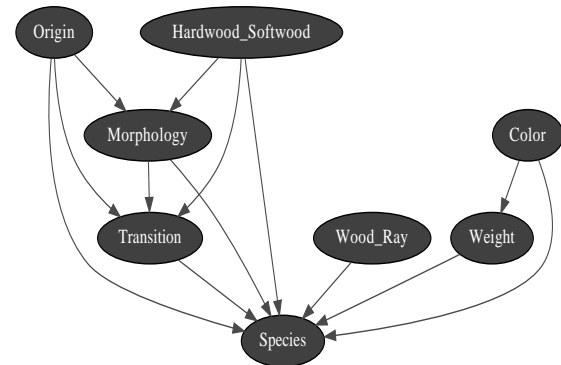 Origin
Hardwood_Softwood
Morphology
Color
Transition
Wood_Ray
Weight
Species